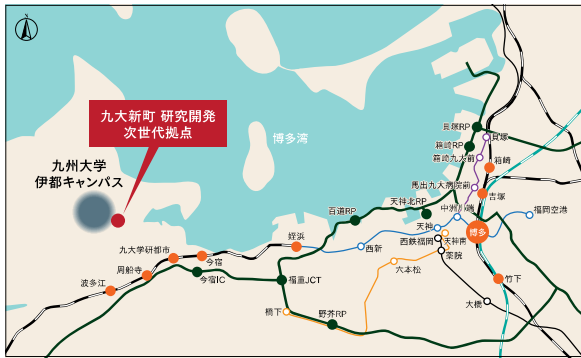 九大新町 研究開発
次世代拠点
九州大学
伊都キャンパス
博多湾
貝塚RP
貝塚
箱崎RP
箱崎九大前
箱崎
馬出九大病院前
吉塚
天神北RP
中洲川端
福岡空港
百道RP
天神
博多
西鉄福岡
天神南
薬院
姪浜
西新
六本松
九大学研都市
今宿
周船寺
今宿IC
波多江
福重JCT
竹下
大橋
橋下
野芥RP